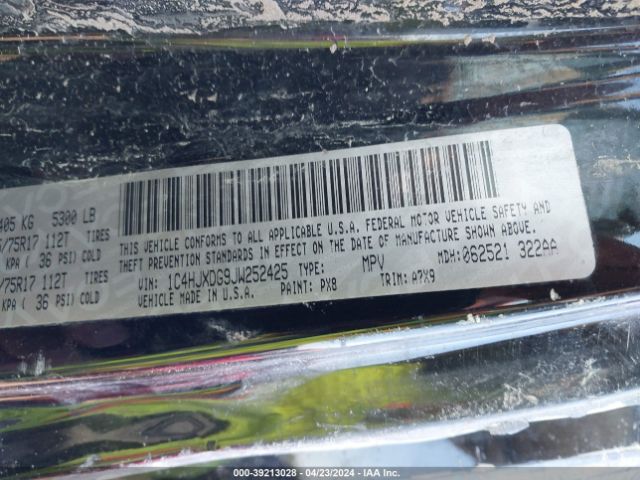 405 KG 5300 LB
/75R17 112T TIRES
KPA ( 36 PSI) COLD
/75R17 112T TIRES
KPA ( 36 PSI) COLD
THIS VEHICLE CONFORMS TO ALL APPLICABLE U.S.A. FEDERAL MOTOR VEHICLE SAFETY AND
THEFT PREVENTION STANDARDS IN EFFECT ON THE DATE OF MANUFACTURE SHOWN ABOVE.
VIN: 1C4HJXDG9JW252425 TYPE: MPV MDH: 062521 322AA
VEHICLE MADE IN U.S.A. PAINT: PX8 TRIM: A7X9
00-39213028 - 04/23/2024 - IAA Inc.